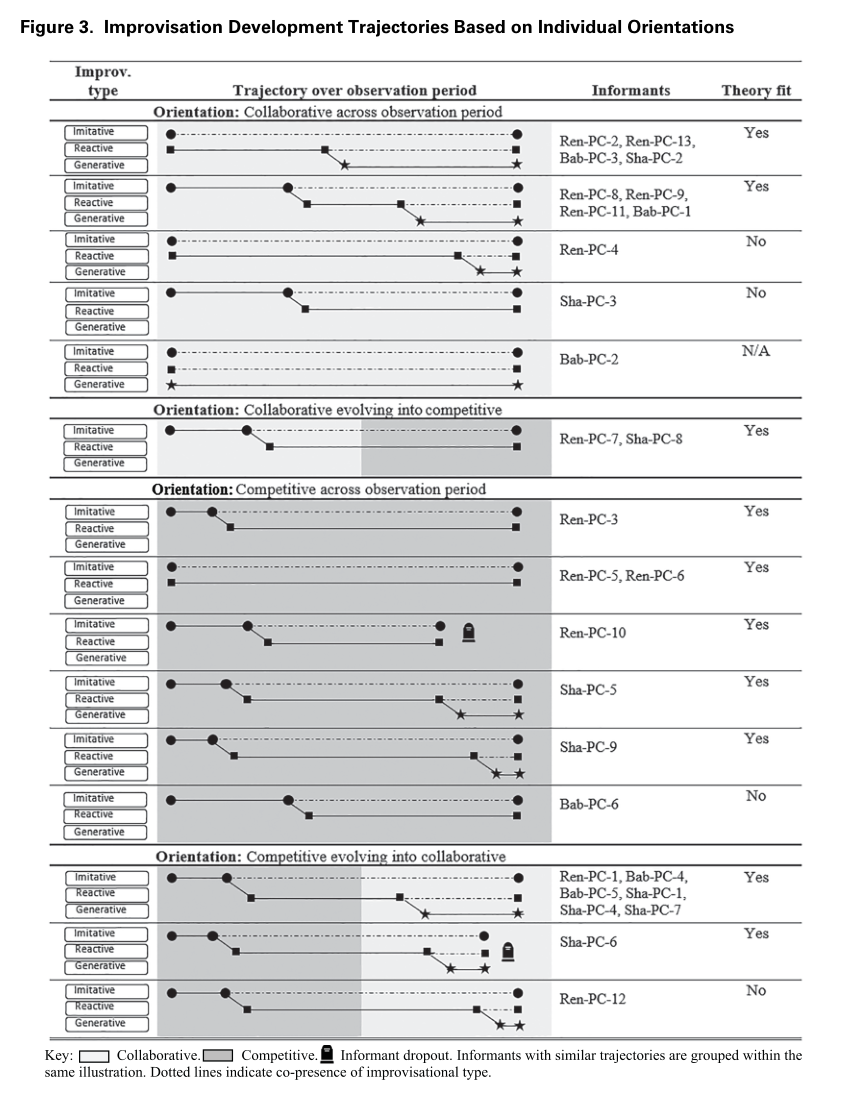 Figure 3. Improvisation Development Trajectories Based on Individual Orientations
Improv. type Trajectory over observation period Informants Theory fit
Orientation: Collaborative across observation period
Imitative
Reactive
Generative
Ren-PC-2, Ren-PC-13,
Bab-PC-3, Sha-PC-2
Yes
Imitative
Reactive
Generative
Ren-PC-8, Ren-PC-9,
Ren-PC-11, Bab-PC-1
Yes
Imitative
Reactive
Generative
Ren-PC-4
No
Imitative
Reactive
Generative
Sha-PC-3
No
Imitative
Reactive
Generative
Bab-PC-2
N/A
Orientation: Collaborative evolving into competitive
Imitative
Reactive
Generative
Ren-PC-7, Sha-PC-8
Yes
Orientation: Competitive across observation period
Imitative
Reactive
Generative
Ren-PC-3
Yes
Imitative
Reactive
Generative
Ren-PC-5, Ren-PC-6
Yes
Imitative
Reactive
Generative
Ren-PC-10
Yes
Imitative
Reactive
Generative
Sha-PC-5
Yes
Imitative
Reactive
Generative
Sha-PC-9
Yes
Imitative
Reactive
Generative
Bab-PC-6
No
Orientation: Competitive evolving into collaborative
Imitative
Reactive
Generative
Ren-PC-1, Bab-PC-4,
Bab-PC-5, Sha-PC-1,
Sha-PC-4, Sha-PC-7
Yes
Imitative
Reactive
Generative
Sha-PC-6
Yes
Imitative
Reactive
Generative
Ren-PC-12
No
Key: Collaborative. Competitive. Informant dropout. Informants with similar trajectories are grouped within the
same illustration. Dotted lines indicate co-presence of improvisational type.